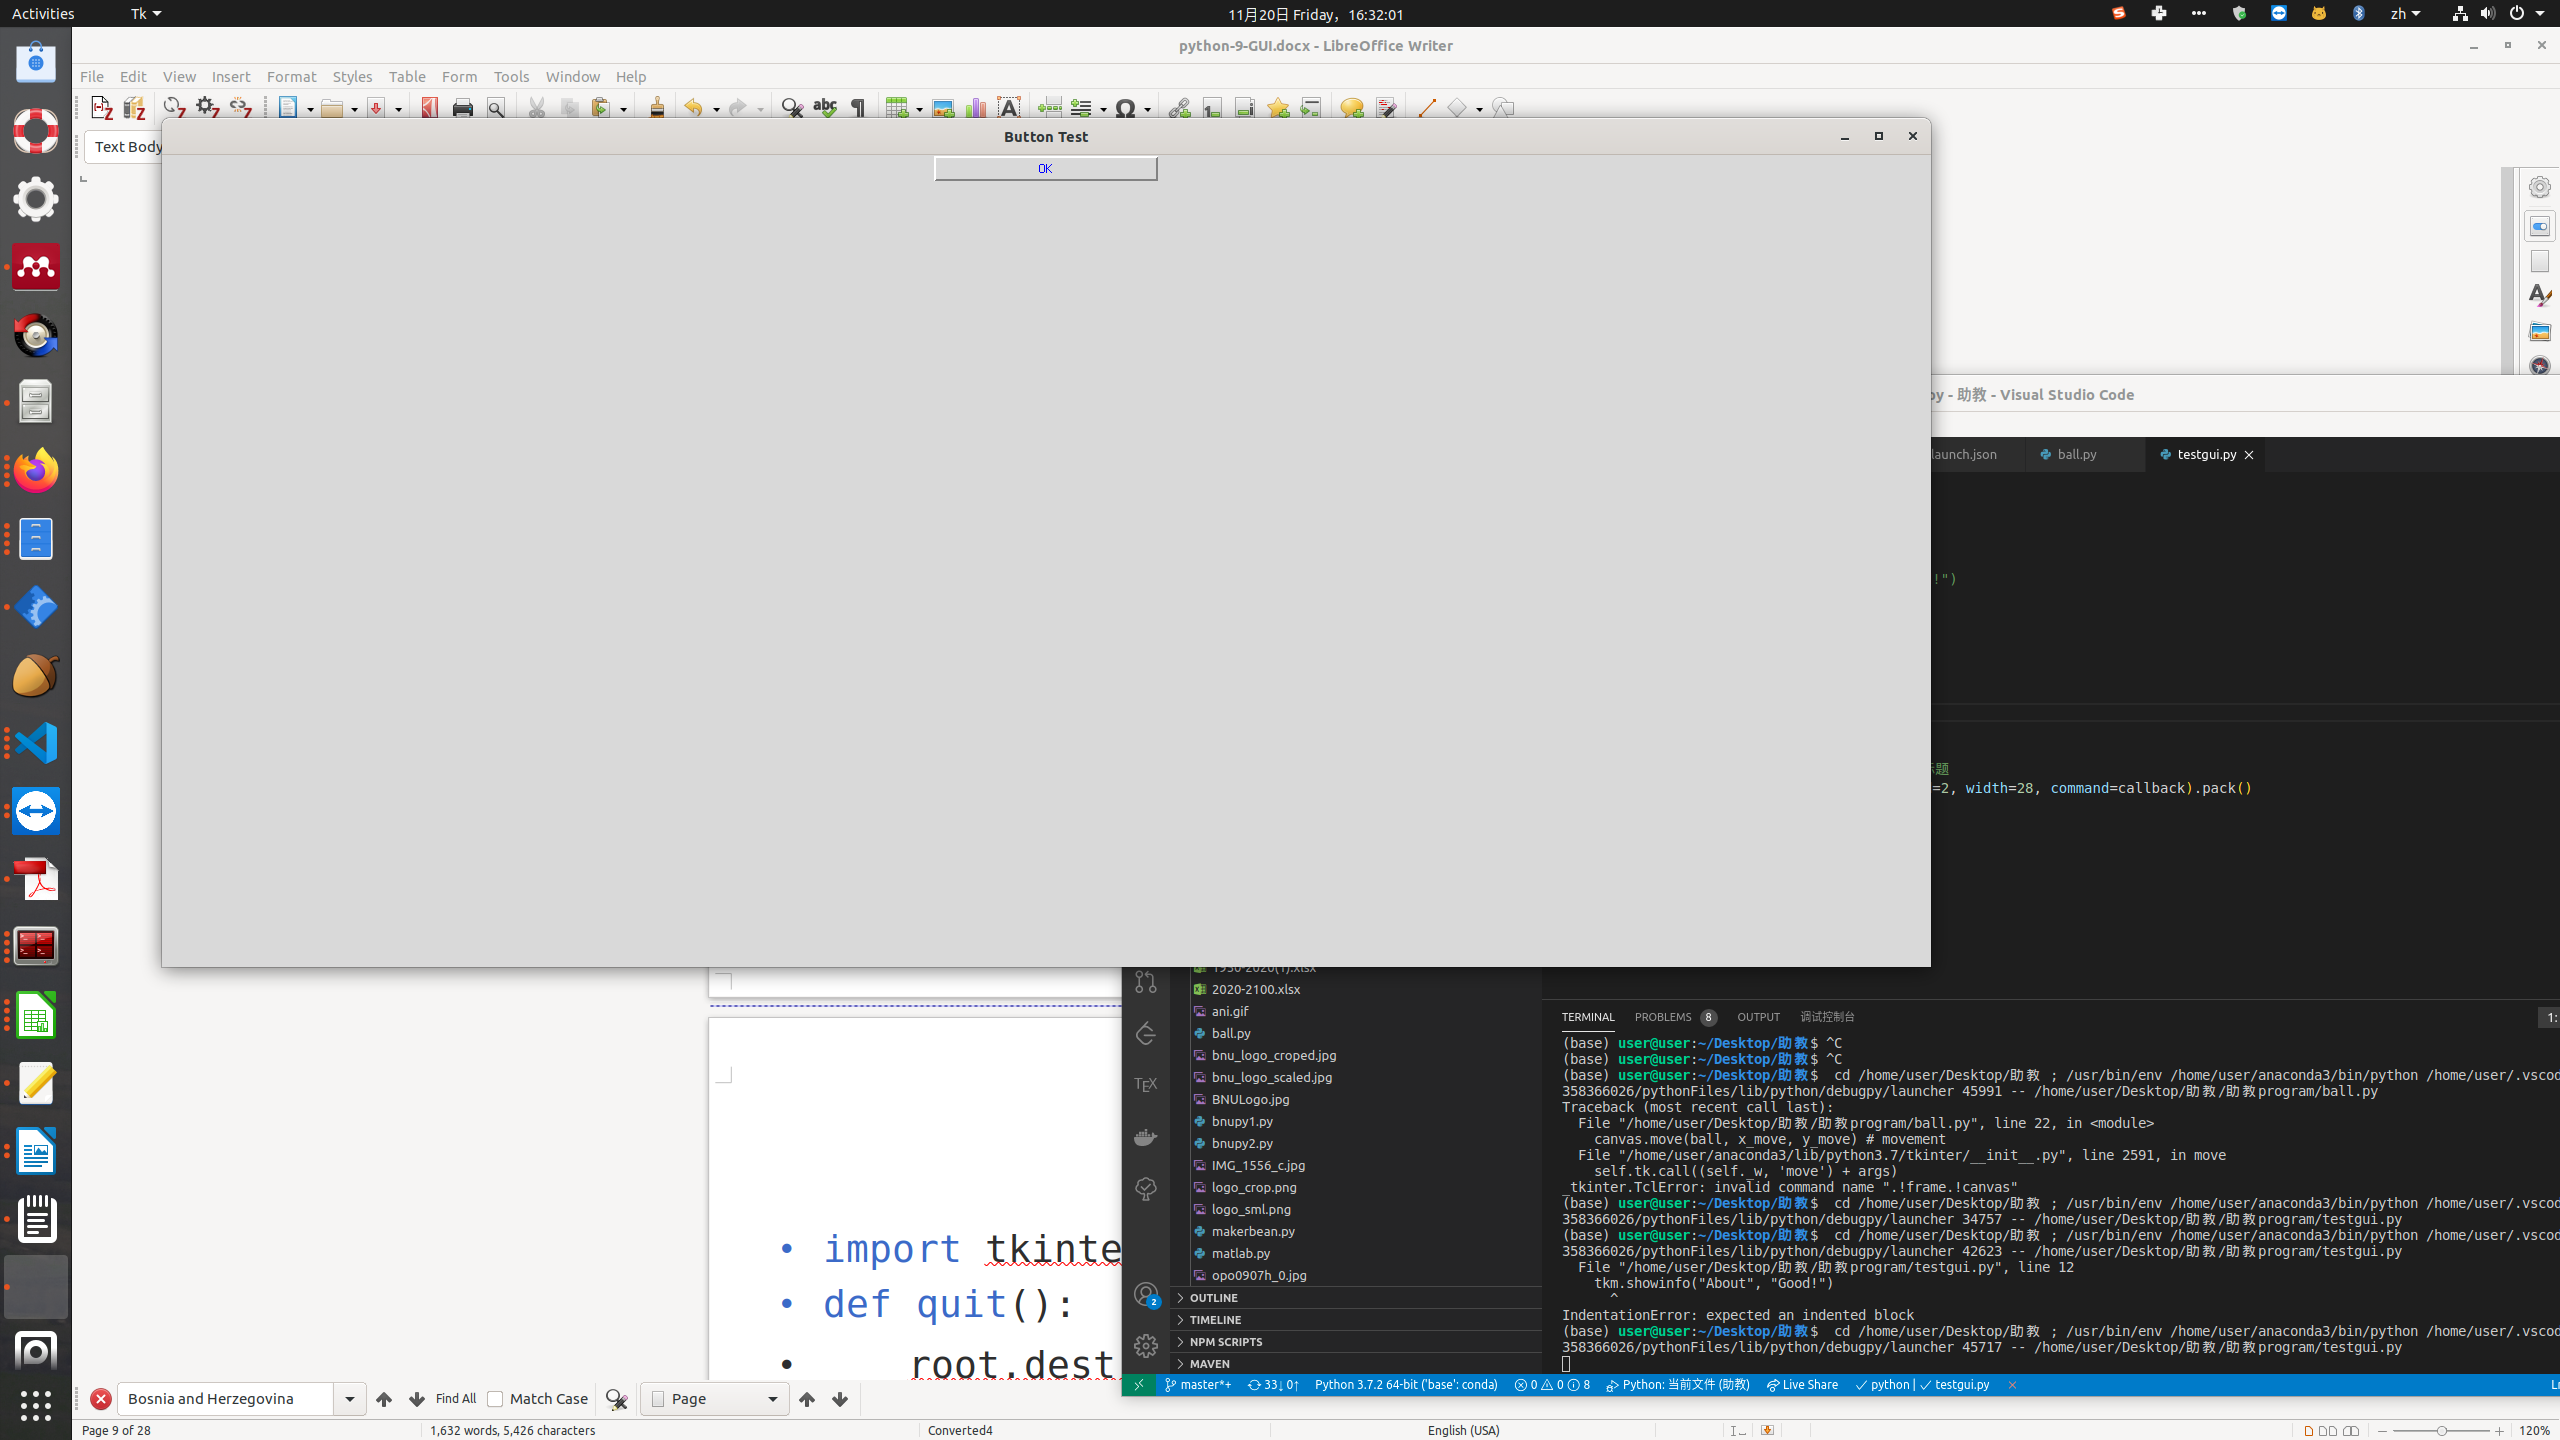 Activities
Tk
11月20日 Friday，16:32:01
zh
python-9-GUI.docx - LibreOffice Writer
File Edit View Insert Format Styles Table Form Tools Window Help
Text Body
Button Test
OK
py - 助教 - Visual Studio Code
launch.json
ball.py
testgui.py
!")
=2, width=28, command=callback).pack()
2020-2100.xlsx
ani.gif
ball.py
bnu_logo_croped.jpg
bnu_logo_scaled.jpg
BNULogo.jpg
bnupy1.py
bnupy2.py
IMG_1556_c.jpg
logo_crop.png
logo_sml.png
makerbean.py
matlab.py
opo0907h_0.jpg
OUTLINE
TIMELINE
NPM SCRIPTS
MAVEN
TERMINAL PROBLEMS 8 OUTPUT 调试控制台 1:
(base) user@user:~/Desktop/助教$ ^C
(base) user@user:~/Desktop/助教$ ^C
(base) user@user:~/Desktop/助教$  cd /home/user/Desktop/助教 ; /usr/bin/env /home/user/anaconda3/bin/python /home/user/.vscod
358366026/pythonFiles/lib/python/debugpy/launcher 45991 -- /home/user/Desktop/助教/助教program/ball.py
Traceback (most recent call last):
File "/home/user/Desktop/助教/助教program/ball.py", line 22, in <module>
canvas.move(ball, x_move, y_move) # movement
File "/home/user/anaconda3/lib/python3.7/tkinter/__init__.py", line 2591, in move
self.tk.call((self._w, 'move') + args)
_tkinter.TclError: invalid command name ".!frame.!canvas"
(base) user@user:~/Desktop/助教$  cd /home/user/Desktop/助教 ; /usr/bin/env /home/user/anaconda3/bin/python /home/user/.vscod
358366026/pythonFiles/lib/python/debugpy/launcher 34757 -- /home/user/Desktop/助教/助教program/testgui.py
(base) user@user:~/Desktop/助教$  cd /home/user/Desktop/助教 ; /usr/bin/env /home/user/anaconda3/bin/python /home/user/.vscod
358366026/pythonFiles/lib/python/debugpy/launcher 42623 -- /home/user/Desktop/助教/助教program/testgui.py
File "/home/user/Desktop/助教/助教program/testgui.py", line 12
tkm.showinfo("About", "Good!")
^
IndentationError: expected an indented block
(base) user@user:~/Desktop/助教$  cd /home/user/Desktop/助教 ; /usr/bin/env /home/user/anaconda3/bin/python /home/user/.vscod
358366026/pythonFiles/lib/python/debugpy/launcher 45717 -- /home/user/Desktop/助教/助教program/testgui.py
master*+ 33↓ 0↑ Python 3.7.2 64-bit ('base': conda) 0 0 8 Python: 当前文件 (助教) Live Share python | testgui.py
• import tkinte
• def quit():
• root.dest
Bosnia and Herzegovina Find All Match Case Page
Page 9 of 28 1,632 words, 5,426 characters Converted4 English (USA) 120%